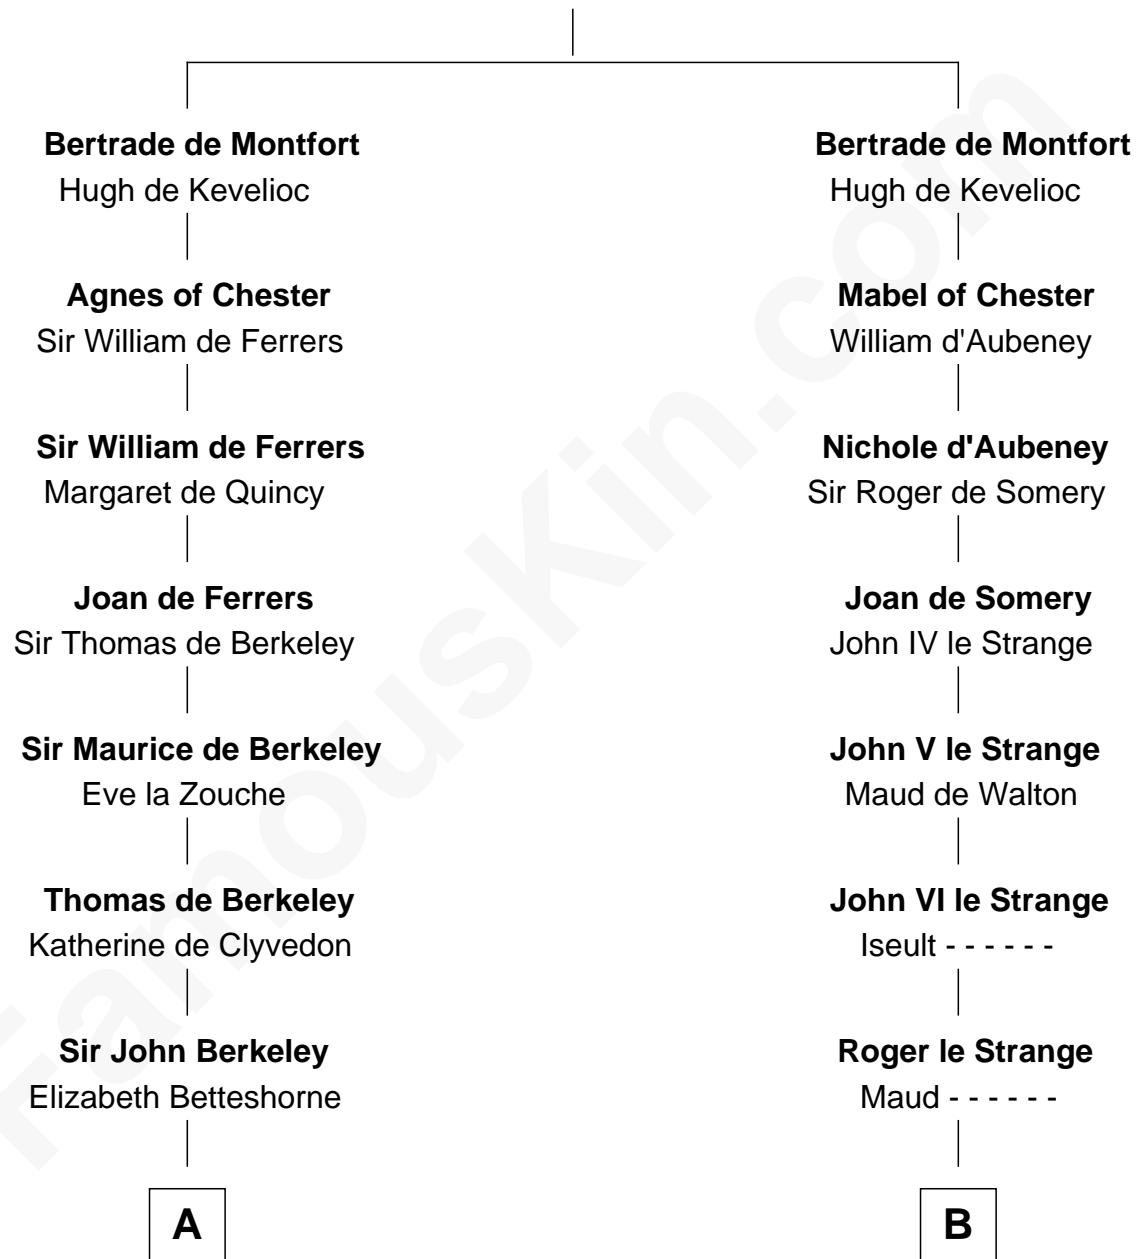 Bertrade de Montfort
Hugh de Kevelioc
Agnes of Chester
Sir William de Ferrers
Sir William de Ferrers
Margaret de Quincy
Joan de Ferrers
Sir Thomas de Berkeley
Sir Maurice de Berkeley
Eve la Zouche
Thomas de Berkeley
Katherine de Clyvedon
Sir John Berkeley
Elizabeth Betteshorne
A
Bertrade de Montfort
Hugh de Kevelioc
Mabel of Chester
William d'Aubeney
Nichole d'Aubeney
Sir Roger de Somery
Joan de Somery
John IV le Strange
John V le Strange
Maud de Walton
John VI le Strange
Iseult - - - - - -
Roger le Strange
Maud - - - - - -
B
FamousKin.com